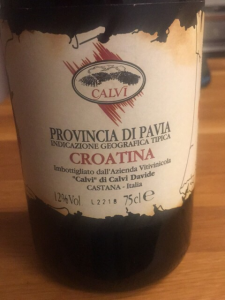 CALVI
PROVINCIA DI PAVIA
INDICAZIONE GEOGRAFICA TIPICA
CROATINA
Imbottigliato dall'Azienda Vitivinicola
"Calvi" di Calvi Davide
CASTANA - Italia
12%Vol. L2218 75cl e